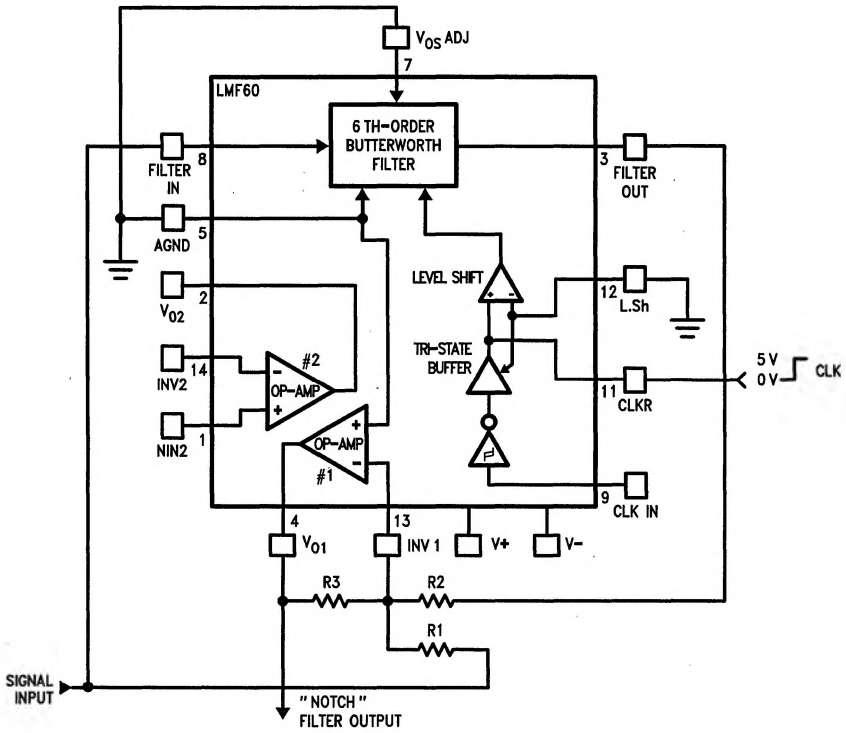 V_OS ADJ
7
LMF60
6 TH-ORDER
BUTTERWORTH
FILTER
8
FILTER
IN
3
FILTER
OUT
5
AGND
LEVEL SHIFT
+ -
12
L.Sh
2
V_O2
TRI-STATE
BUFFER
5 V
0 V
CLK
11
CLKR
#2
14
INV2
-
OP-AMP
+
1
NIN2
+
OP-AMP
-
#1
9
CLK IN
4
13
V_O1
INV 1
V+
V-
R3
R2
R1
SIGNAL
INPUT
"NOTCH"
FILTER OUTPUT